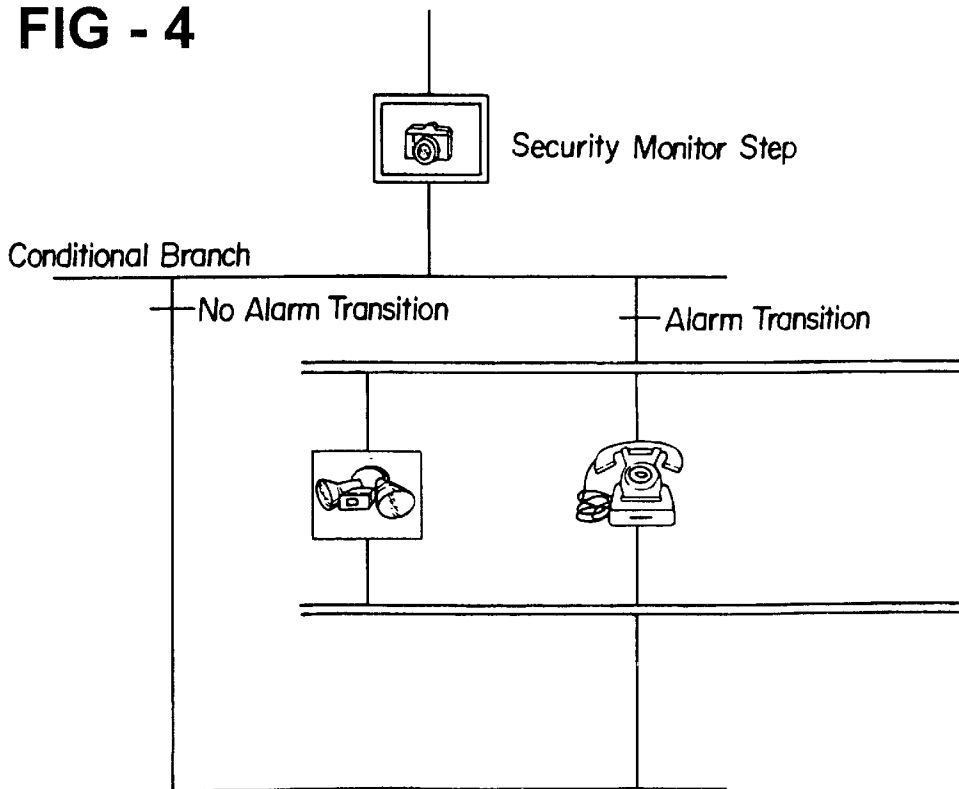 FIG - 4
Security Monitor Step
Conditional Branch
No Alarm Transition
Alarm Transition